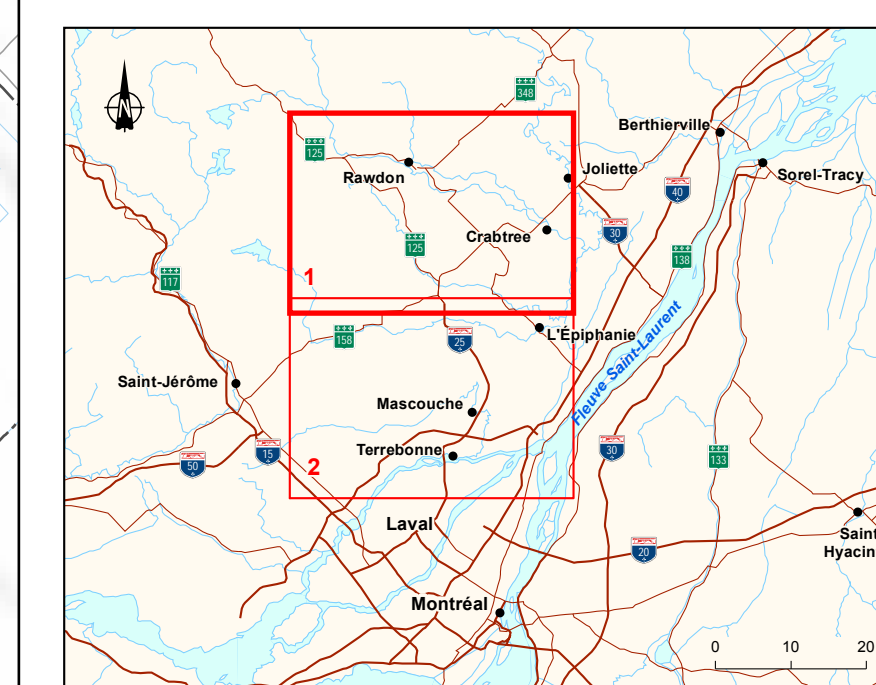 N
348
Berthierville
125
Joliette
Rawdon
Sorel-Tracy
40
30
Crabtree
125
138
117
1
158
25
L'Épiphanie
Fleuve Saint-Laurent
Saint-Jérôme
Mascouche
Terrebonne
30
133
50
15
2
Laval
20
Saint
Hyacin
Montréal
0 10 20